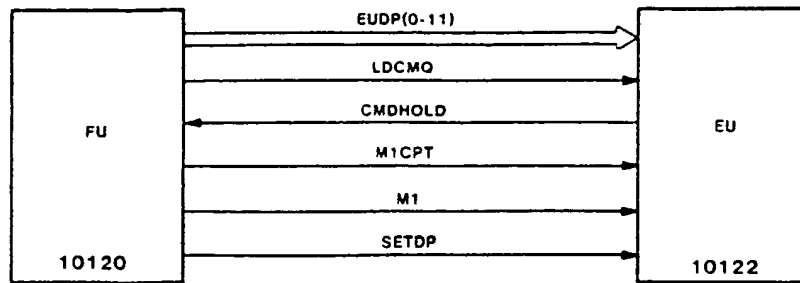 EUDP(0-11)
LDCMQ
CMDHOLD
FU
EU
M1CPT
M1
SETDP
10120
10122